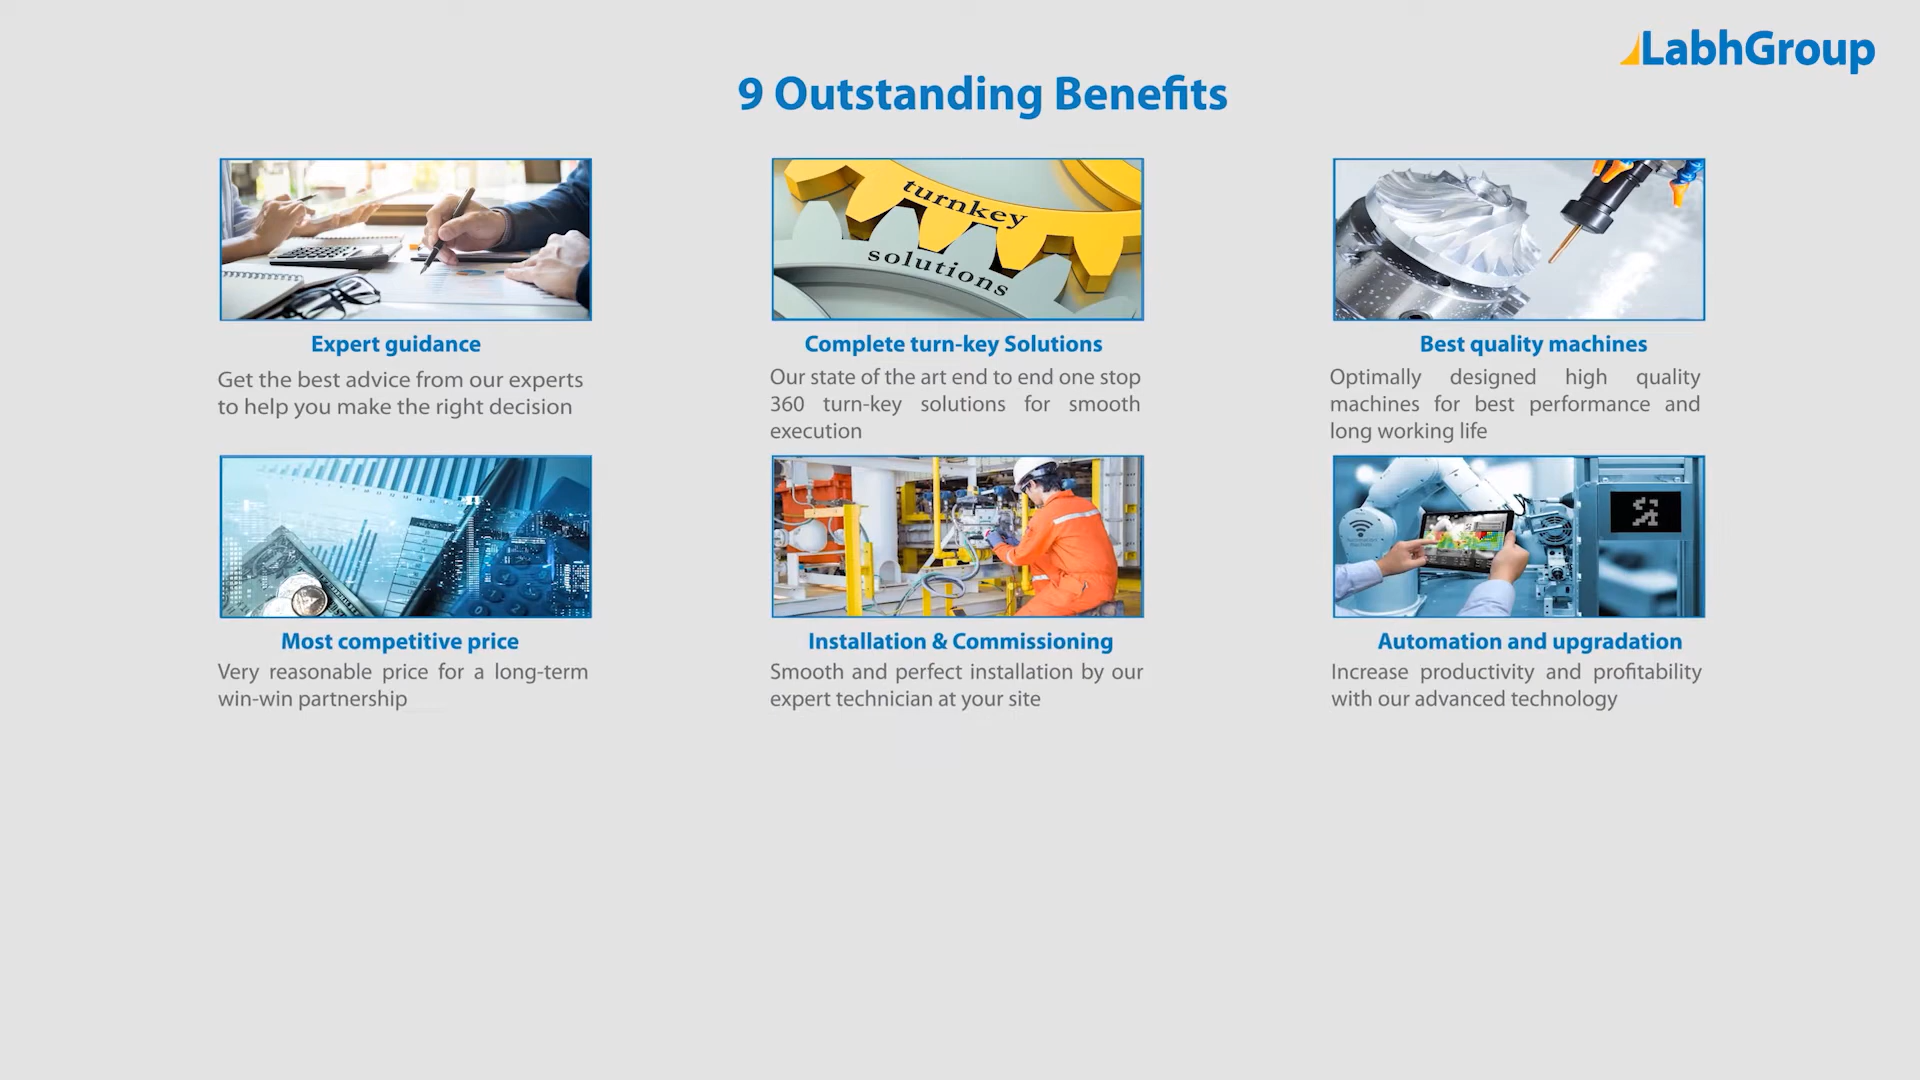 LabhGroup
9 Outstanding Benefits
turnkey
solutions
Expert guidance
Get the best advice from our experts
to help you make the right decision
Complete turn-key Solutions
Our state of the art end to end one stop
360 turn-key solutions for smooth
execution
Best quality machines
Optimally designed high quality
machines for best performance and
long working life
Most competitive price
Very reasonable price for a long-term
win-win partnership
Installation & Commissioning
Smooth and perfect installation by our
expert technician at your site
Automation and upgradation
Increase productivity and profitability
with our advanced technology